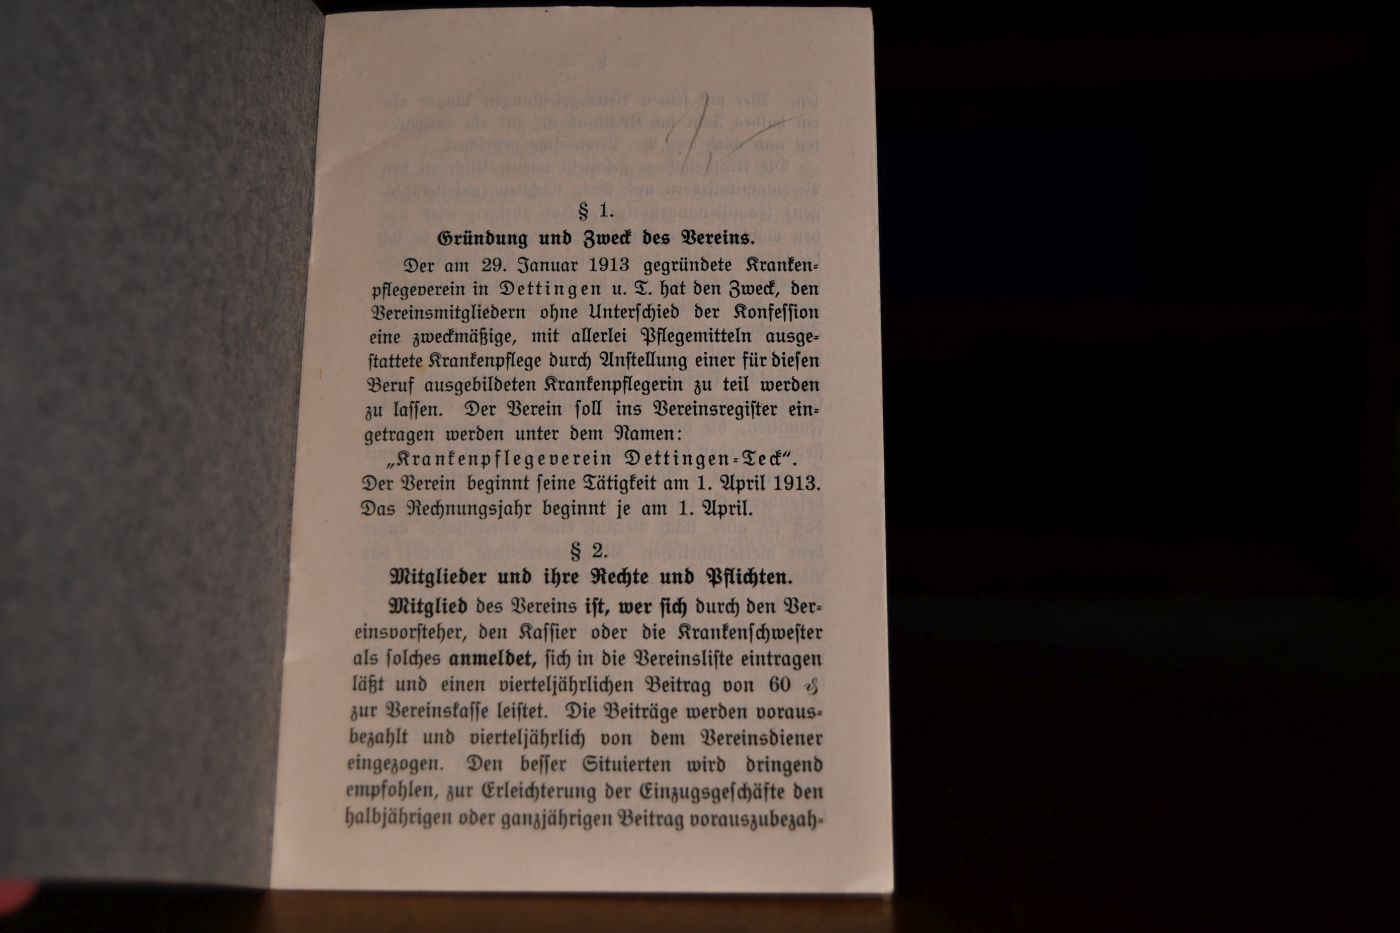 § 1.
Gründung und Zweck des Vereins.
Der am 29. Januar 1913 gegründete Kranken-
pflegeverein in Dettingen u. T. hat den Zweck, den
Vereinsmitgliedern ohne Unterschied der Konfession
eine zweckmäßige, mit allerlei Pflegemitteln ausge-
stattete Krankenpflege durch Anstellung einer für diesen
Beruf ausgebildeten Krankenpflegerin zu teil werden
zu lassen. Der Verein soll ins Vereinsregister ein-
getragen werden unter dem Namen:
„Krankenpflegeverein Dettingen-Teck“.
Der Verein beginnt seine Tätigkeit am 1. April 1913.
Das Rechnungsjahr beginnt je am 1. April.
§ 2.
Mitglieder und ihre Rechte und Pflichten.
Mitglied des Vereins ist, wer sich durch den Ver-
einsvorsteher, den Kassier oder die Krankenschwester
als solches anmeldet, sich in die Vereinsliste eintragen
läßt und einen vierteljährlichen Beitrag von 60 ₰
zur Vereinskasse leistet. Die Beiträge werden voraus-
bezahlt und vierteljährlich von dem Vereinsdiener
eingezogen. Den besser Situierten wird dringend
empfohlen, zur Erleichterung der Einzugsgeschäfte den
halbjährigen oder ganzjährigen Beitrag vorauszubezah-